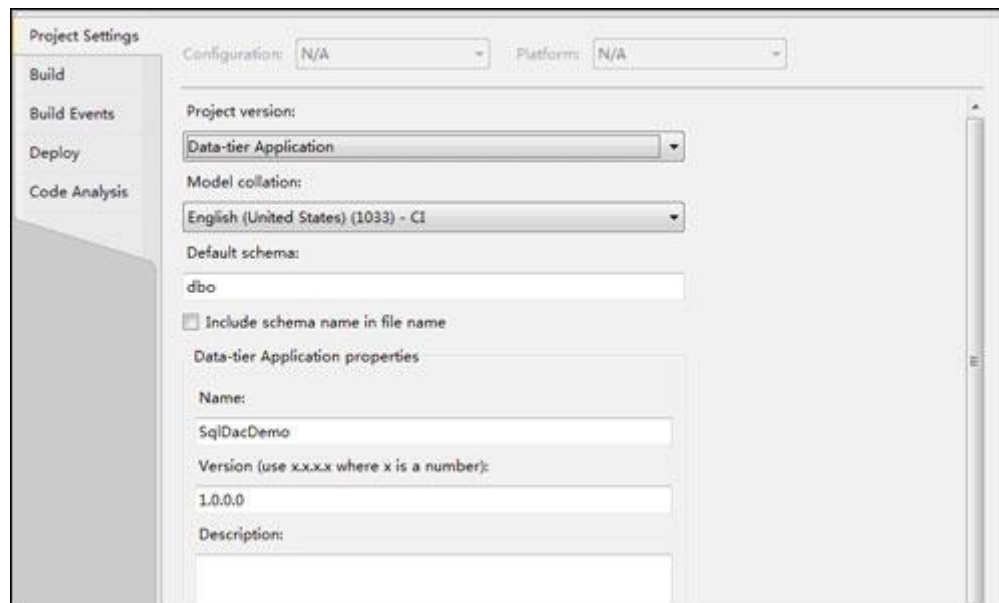 Project Settings
Build
Build Events
Deploy
Code Analysis
Configuration: N/A Platform: N/A
Project version:
Data-tier Application
Model collation:
English (United States) (1033) - CI
Default schema:
dbo
Include schema name in file name
Data-tier Application properties
Name:
SqlDacDemo
Version (use x.x.x.x where x is a number):
1.0.0.0
Description: